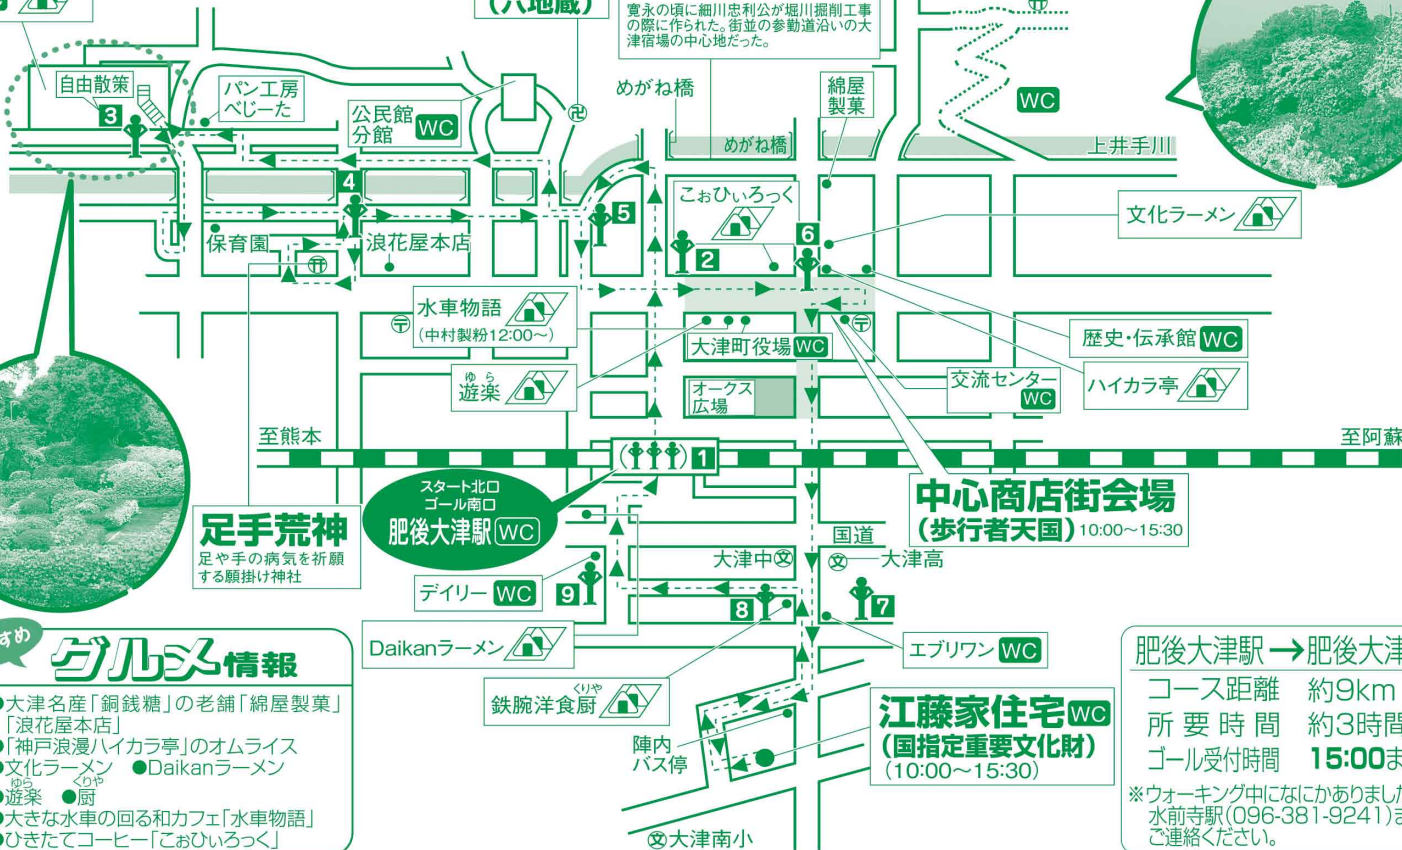 (六地蔵)
寛永の頃に細川忠利公が堀川掘削工事
の際に作られた。街並の参勤道沿いの大
津宿場の中心地だった。
自由散策
3
パン工房
べじーた
公民館
分館 WC
卍
めがね橋
めがね橋
綿屋
製菓
WC
上井手川
4
5
こぉひぃろっく
2
6
文化ラーメン
保育園
浪花屋本店
水車物語
(中村製粉12:00〜)
〒
〒
大津町役場 WC
歴史・伝承館 WC
ゆら
遊楽
オークス
広場
交流センター
WC
ハイカラ亭
至熊本
至阿蘇
1
スタート北口
ゴール南口
肥後大津駅 WC
足手荒神
足や手の病気を祈願
する願掛け神社
中心商店街会場
(歩行者天国) 10:00〜15:30
国道
大津中 文
文 大津高
デイリー WC
9
8
7
Daikanラーメン
エブリワン WC
くりや
鉄腕洋食厨
江藤家住宅 WC
(国指定重要文化財)
(10:00〜15:30)
陣内
バス停
文 大津南小
すめ
グルメ情報
●大津名産「銅銭糖」の老舗「綿屋製菓」
「浪花屋本店」
●「神戸浪漫ハイカラ亭」のオムライス
●文化ラーメン ●Daikanラーメン
ゆら くりや
●遊楽 ●厨
●大きな水車の回る和カフェ「水車物語」
●ひきたてコーヒー「こぉひぃろっく」
肥後大津駅→肥後大津
コース距離 約9km
所要時間 約3時間
ゴール受付時間 15:00ま
※ウォーキング中になにかありました
水前寺駅(096-381-9241)ま
ご連絡ください。